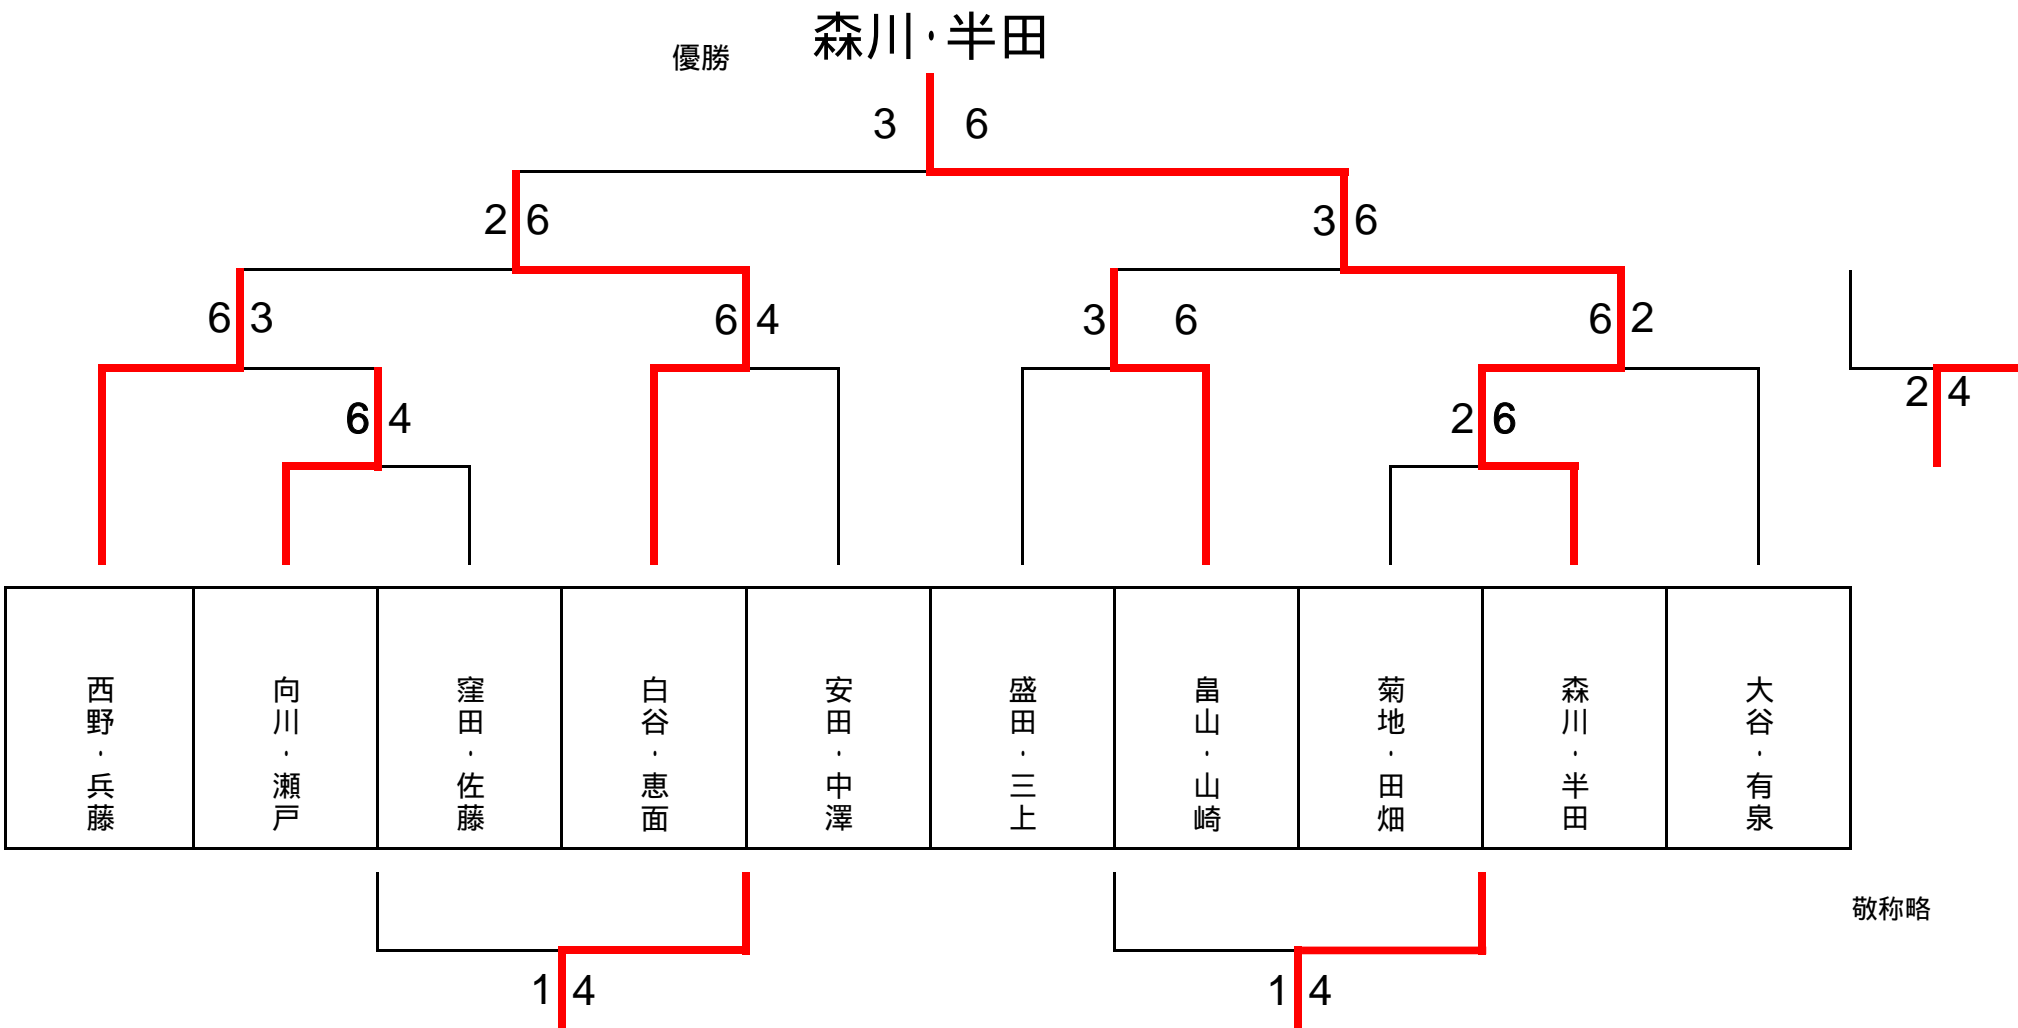 優勝
森川・半田
3 6
2 6
3 6
6 3
6 4
3 6
6 2
2 4
6 4
2 6
西野・兵藤
向川・瀬戸
窪田・佐藤
白谷・恵面
安田・中澤
盛田・三上
畠山・山崎
菊地・田畑
森川・半田
大谷・有泉
敬称略
1 4
1 4